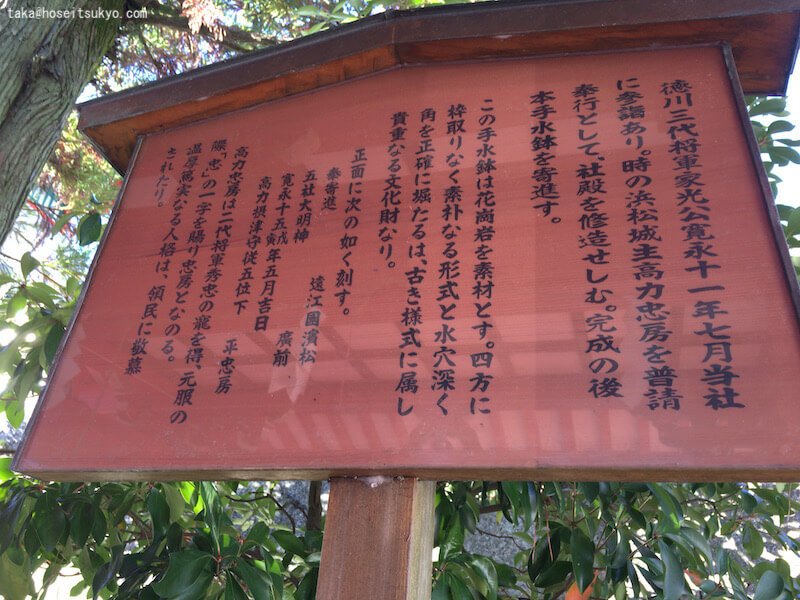 taka@hoseitsukyo.com
徳川三代将軍家光公寛永十一年七月当社
に参詣あり。時の浜松城主高力忠房を普請
奉行として、社殿を修造せしむ。完成の後
本手水鉢を寄進す。
この手水鉢は花崗岩を素材とす。四方に
枠取りなく素朴なる形式と水穴深く
角を正確に堀たるは、古き様式に属し
貴重なる文化財なり。
正面に次の如く刻す。
奉寄進
五社大明神 遠江國濱松
廣前
寛永十五戊寅年五月吉日
高力摂津守従五位下
平忠房
高力忠房は二代将軍秀忠の寵を得、元服の
際、「忠」の一字を賜り、忠房となのる。
温厚篤実なる人格は、領民に敬慕
されたり。